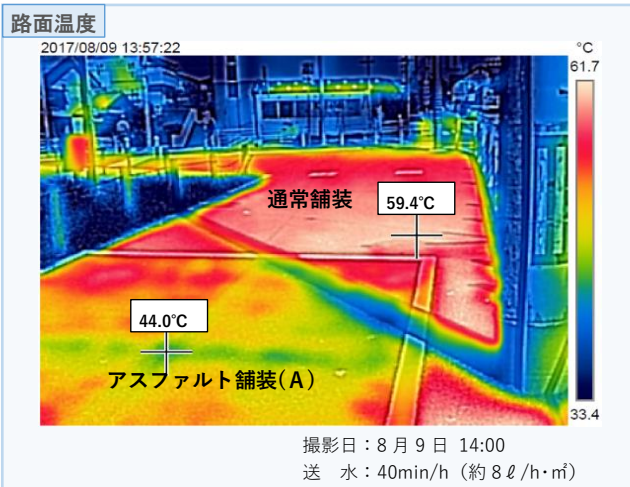 路面温度
2017/08/09 13:57:22
℃
61.7
通常舗装
59.4℃
44.0℃
アスファルト舗装(A)
33.4
撮影日：8月9日 14:00
送　水：40min/h（約8ℓ/h･㎡）